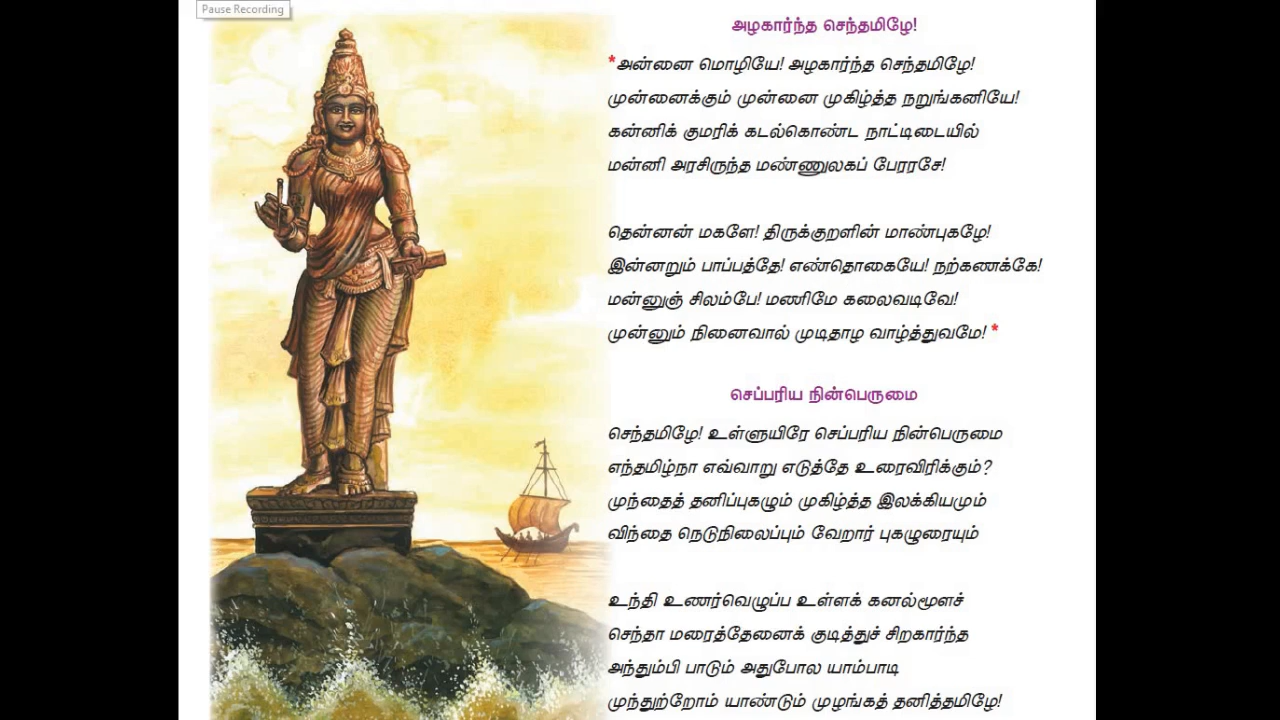 Pause Recording
அழகார்ந்த செந்தமிழே!
*அன்னை மொழியே! அழகார்ந்த செந்தமிழே!
முன்னைக்கும் முன்னை முகிழ்த்த நறுங்கனியே!
கன்னிக் குமரிக் கடல்கொண்ட நாட்டிடையில்
மன்னி அரசிருந்த மண்ணுலகப் பேரரசே!
தென்னன் மகளே! திருக்குறளின் மாண்புகழே!
இன்னறும் பாப்பத்தே! எண்தொகையே! நற்கணக்கே!
மன்னுஞ் சிலம்பே! மணிமே கலைவடிவே!
முன்னும் நினைவால் முடிதாழ வாழ்த்துவமே! *
செப்பரிய நின்பெருமை
செந்தமிழே! உள்ளுயிரே செப்பரிய நின்பெருமை
எந்தமிழ்நா எவ்வாறு எடுத்தே உரைவிரிக்கும்?
முந்தைத் தனிப்புகழும் முகிழ்த்த இலக்கியமும்
விந்தை நெடுநிலைப்பும் வேறார் புகழுரையும்
உந்தி உணர்வெழுப்ப உள்ளக் கனல்மூளச்
செந்தா மரைத்தேனைக் குடித்துச் சிறகார்ந்த
அந்தும்பி பாடும் அதுபோல யாம்பாடி
முந்துற்றோம் யாண்டும் முழங்கத் தனித்தமிழே!